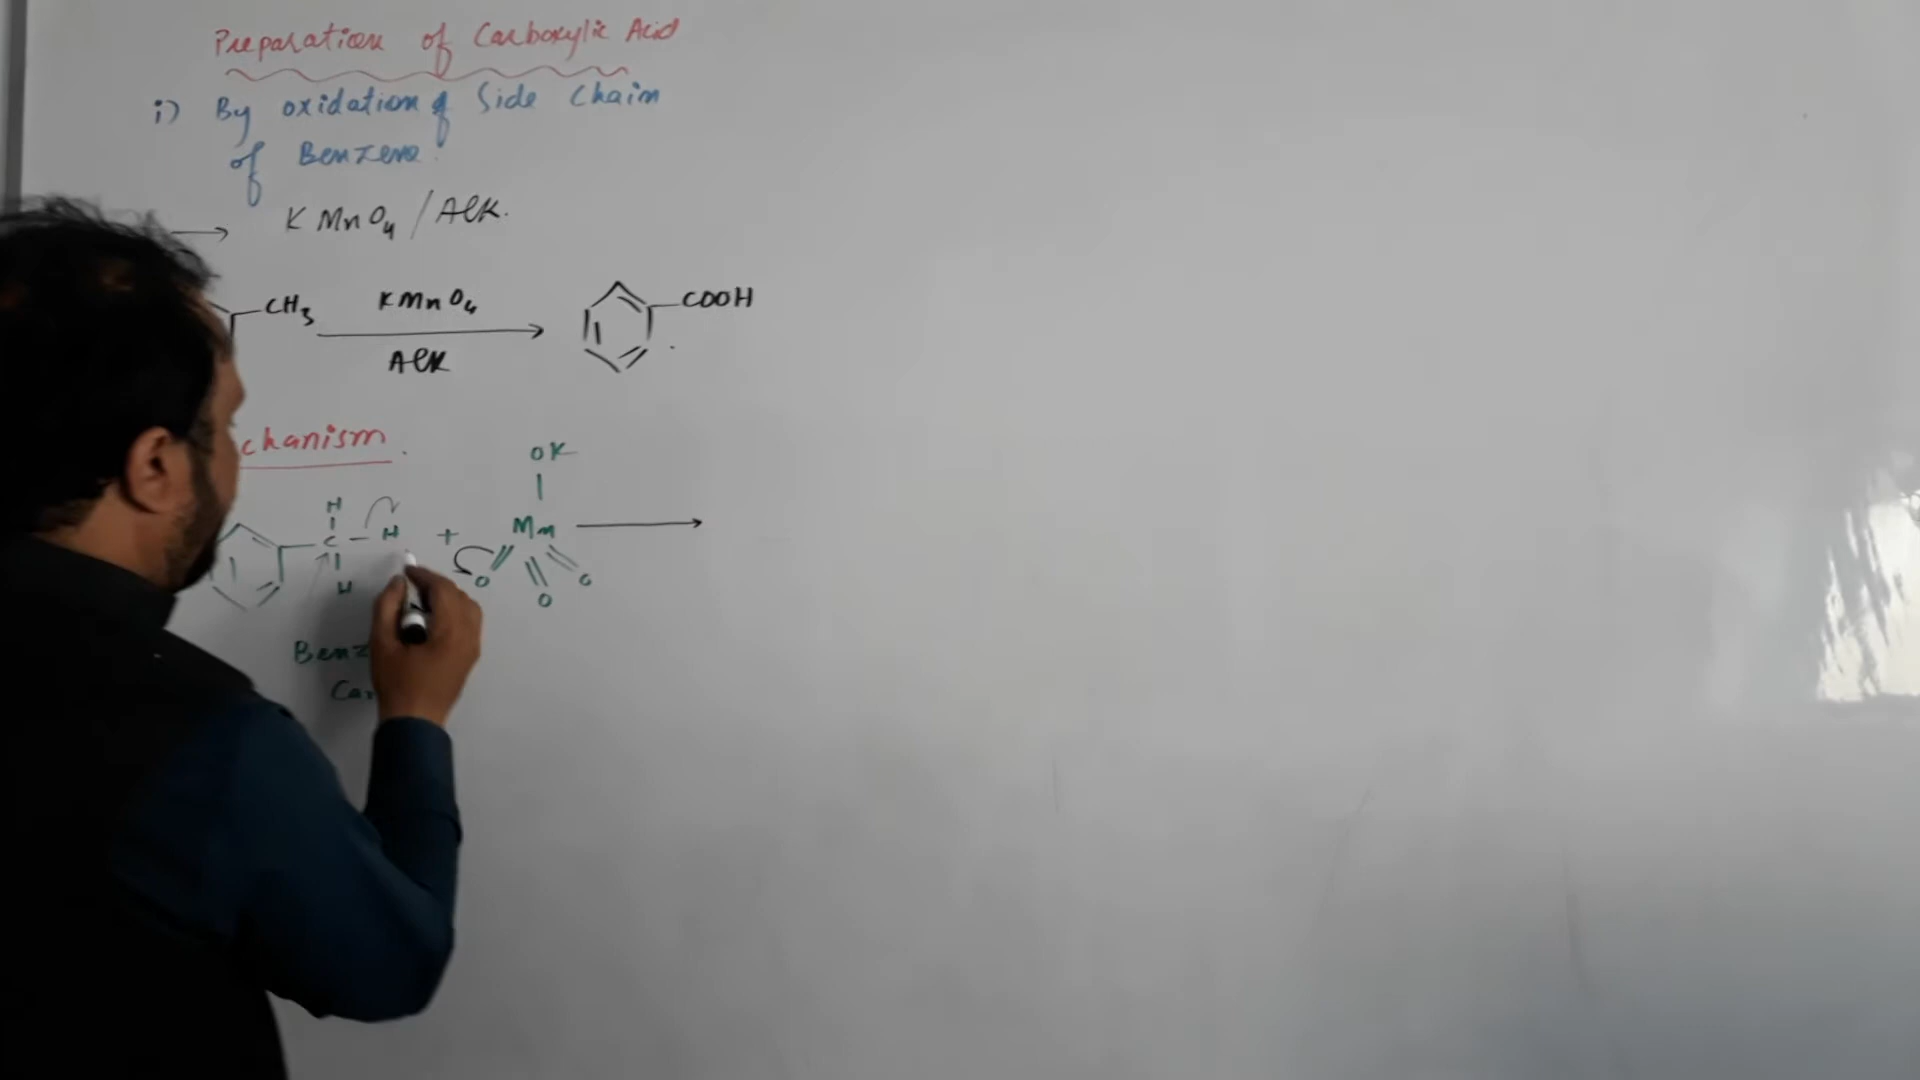 Preparation of Carboxylic Acid
i) By oxidation of Side Chain
of Benzene.
→ KMnO4 / Alk.
CH3 KMnO4 COOH
Alk
chanism.
OK
H
C - H + Mn →
H O O O